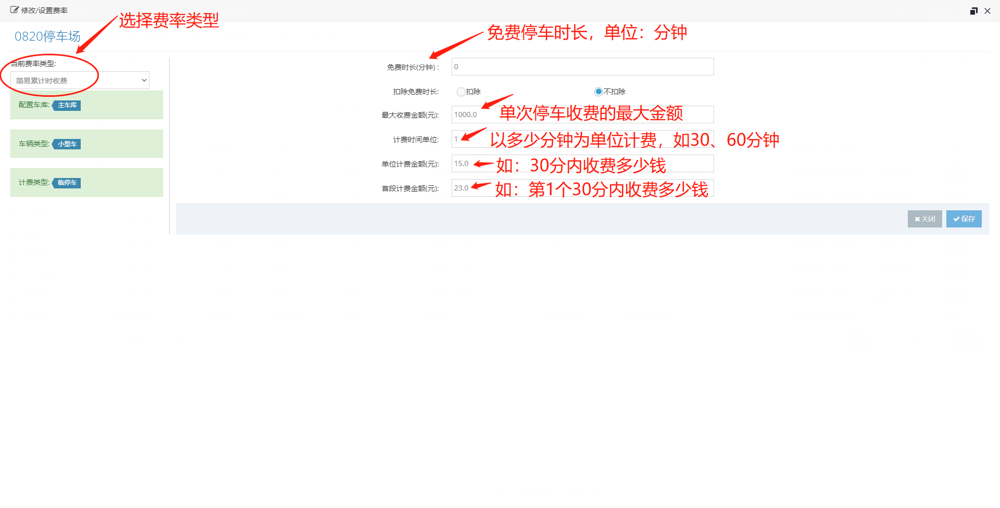 修改/设置费率
选择费率类型
0820停车场
免费停车时长，单位：分钟
当前费率类型:
简易累计时收费
配置车库: 主车库
车辆类型: 小型车
计费类型: 临停车
免费时长(分钟) : 0
扣除免费时长: 扣除 不扣除
最大收费金额(元): 1000.0 单次停车收费的最大金额
计费时间单位: 1 以多少分钟为单位计费，如30、60分钟
单位计费金额(元): 15.0 如：30分内收费多少钱
首段计费金额(元): 23.0 如：第1个30分内收费多少钱
关闭 保存